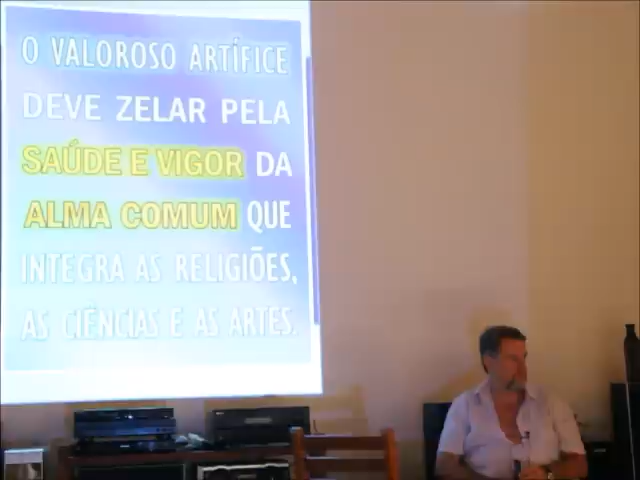 O VALOROSO ARTÍFICE
DEVE ZELAR PELA
SAÚDE E VIGOR DA
ALMA COMUM QUE
INTEGRA AS RELIGIÕES,
AS CIÊNCIAS E AS ARTES.